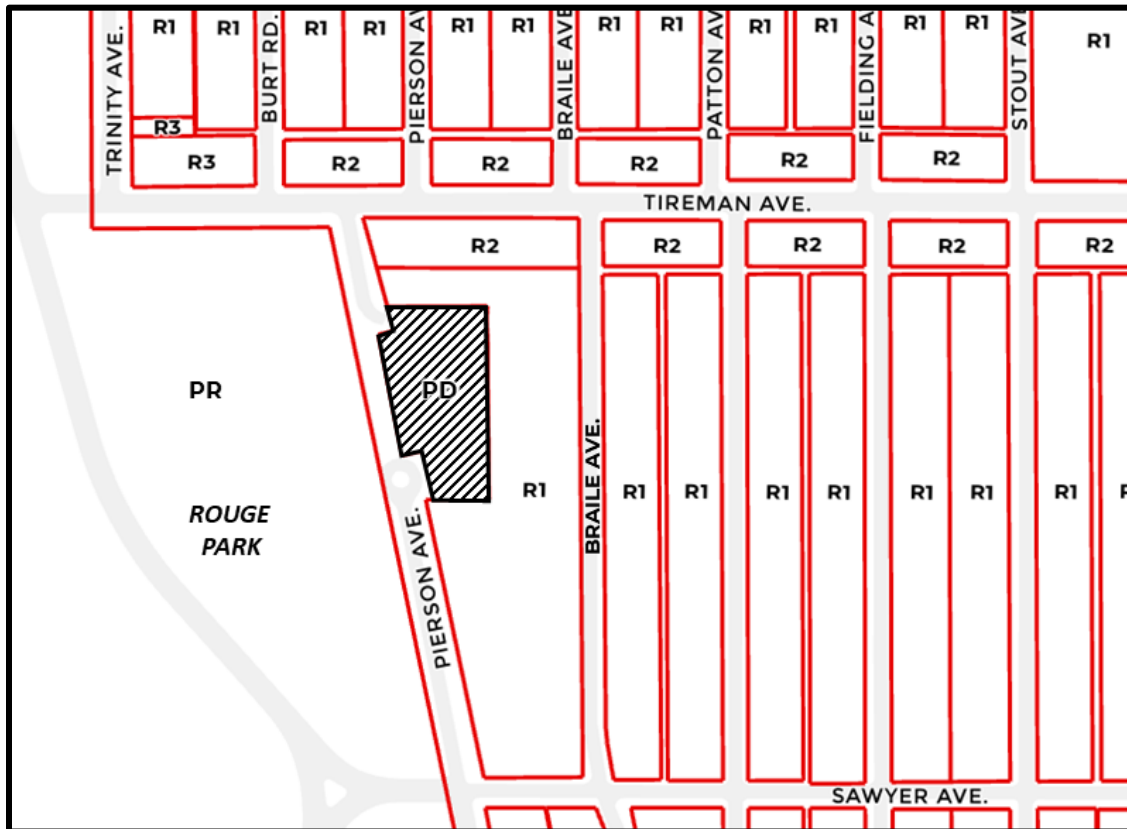 R1
R1
R1
R1
R1
R1
R1
R1
R1
R1
R1
R1
R1
TRINITY AVE.
BURT RD.
PIERSON AV
BRAILE AVE
PATTON AV
FIELDING A
STOUT AVE
R3
R3
R2
R2
R2
R2
R2
TIREMAN AVE.
R2
R2
R2
R2
R2
PR
PD
ROUGE
PARK
PIERSON AVE.
R1
BRAILE AVE.
R1
R1
R1
R1
R1
R1
R1
SAWYER AVE.